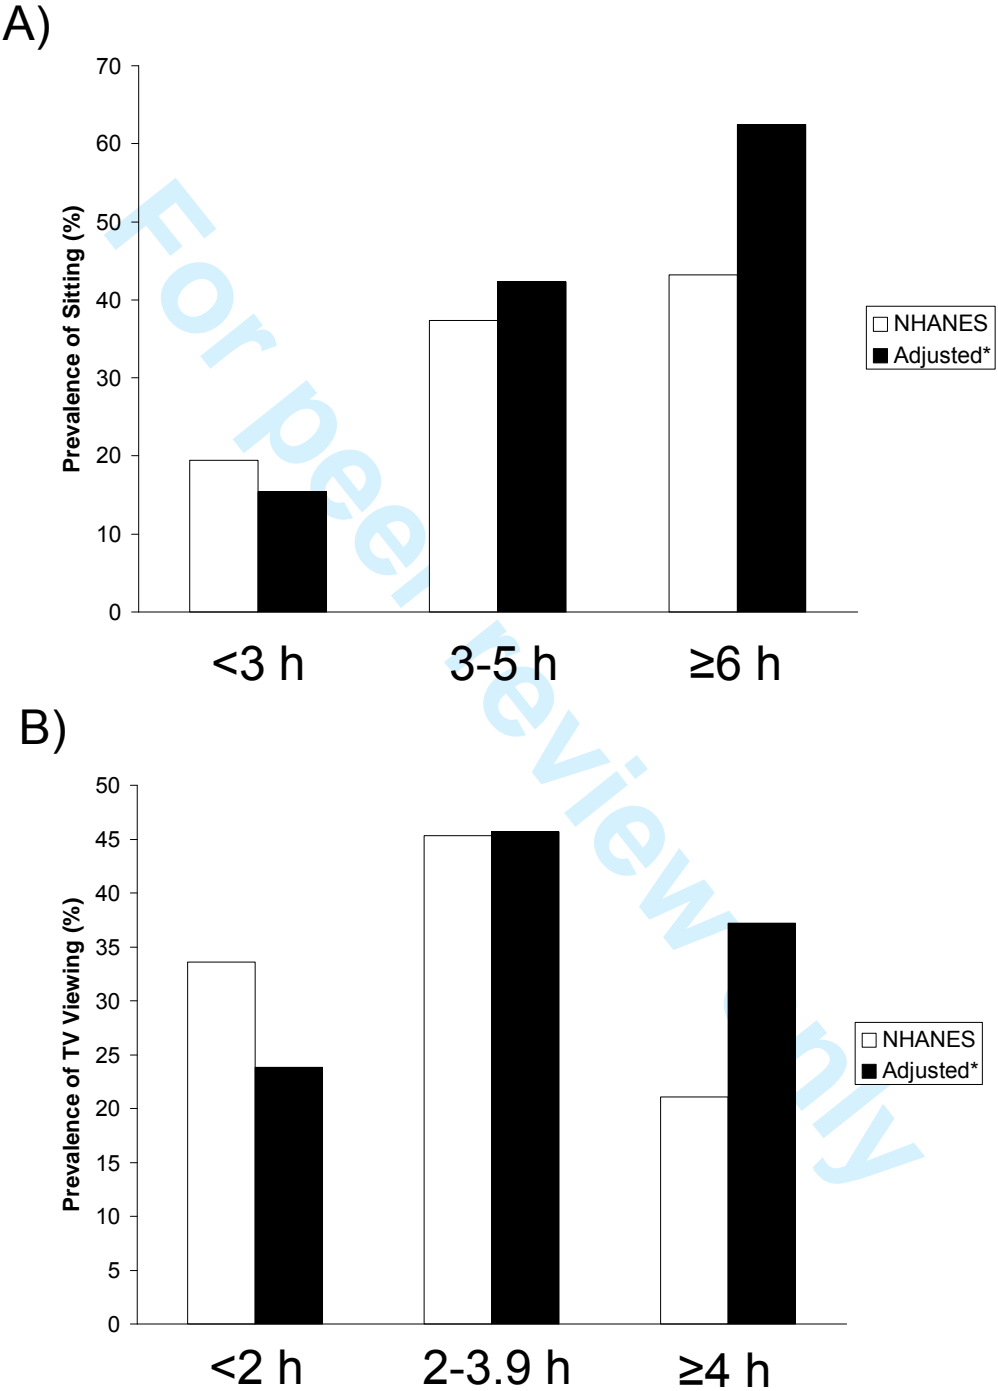 A)
70
60
50
40
30
20
10
0
Prevalence of Sitting (%)
<3 h 3-5 h ≥6 h
NHANES
Adjusted*
B)
50
45
40
35
30
25
20
15
10
5
0
Prevalence of TV Viewing (%)
<2 h 2-3.9 h ≥4 h
NHANES
Adjusted*
For peer review only